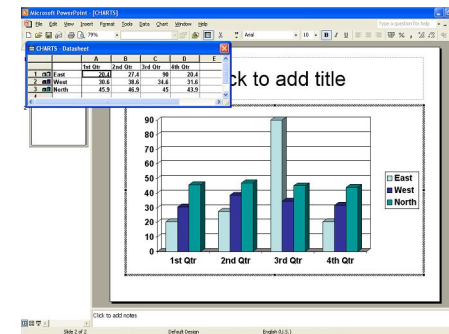 Microsoft PowerPoint - [CHARTS]
File Edit View Insert Format Tools Data Chart Window Help Type a question for help
79% Arial 10 B I U
CHARTS - Datasheet
A B C D E
1st Qtr 2nd Qtr 3rd Qtr 4th Qtr
1 East 20.4 27.4 90 20.4
2 West 30.6 38.6 34.6 31.6
3 North 45.9 46.9 45 43.9
4
ck to add title
90
80
70
60
50
40
30
20
10
0
1st Qtr 2nd Qtr 3rd Qtr 4th Qtr
East
West
North
Click to add notes
Slide 2 of 2 Default Design English (U.S.)